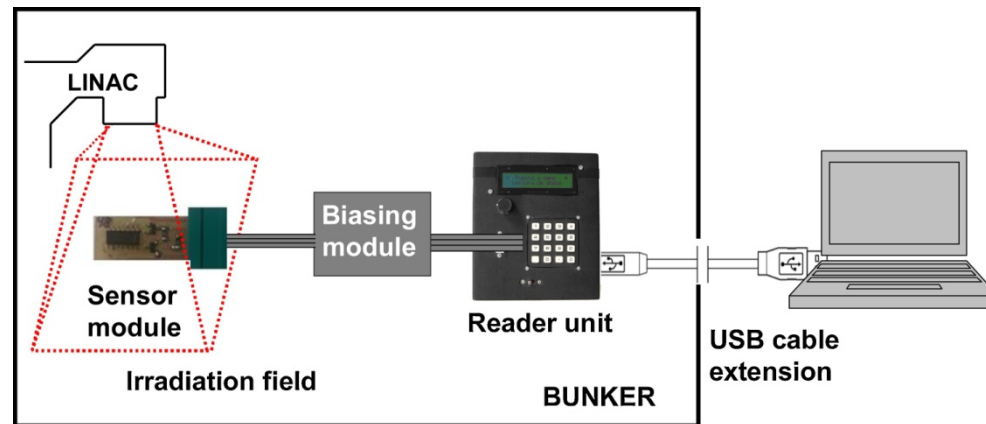 LINAC
Biasing
module
Sensor
module
Reader unit
Irradiation field
USB cable
extension
BUNKER